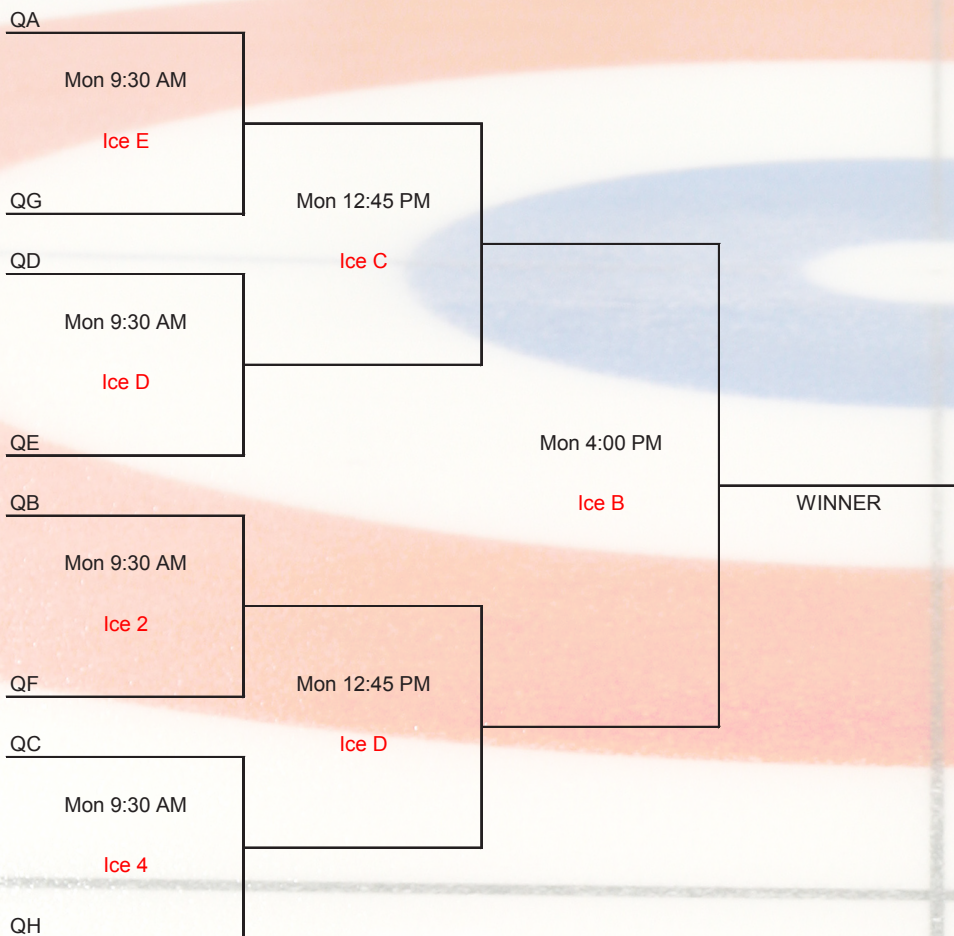 QA
Mon 9:30 AM
Ice E
QG
Mon 12:45 PM
Ice C
QD
Mon 9:30 AM
Ice D
QE
Mon 4:00 PM
Ice B
WINNER
QB
Mon 9:30 AM
Ice 2
QF
Mon 12:45 PM
Ice D
QC
Mon 9:30 AM
Ice 4
QH